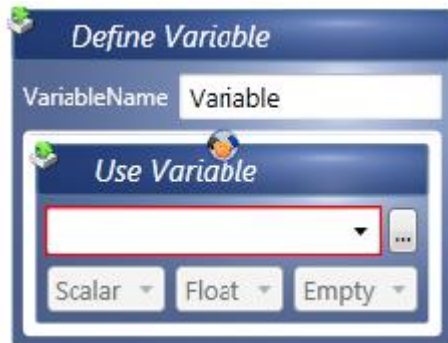 Define Variable
VariableName Variable
Use Variable
...
Scalar Float Empty